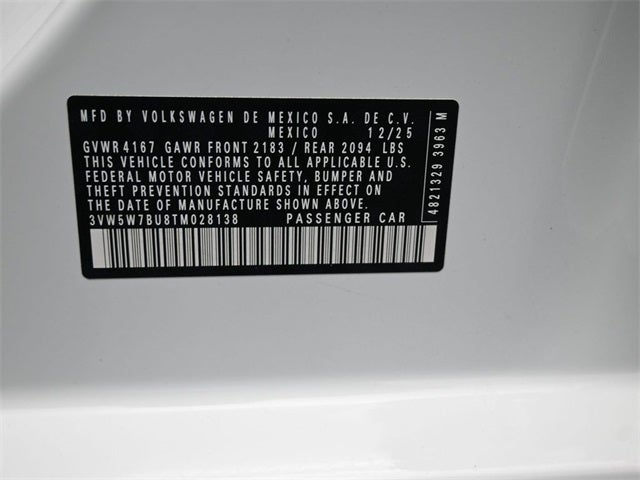 MFD BY VOLKSWAGEN DE MEXICO S.A. DE C.V.
MEXICO 12/25
GVWR 4167 GAWR FRONT 2183 / REAR 2094 LBS
THIS VEHICLE CONFORMS TO ALL APPLICABLE U.S.
FEDERAL MOTOR VEHICLE SAFETY, BUMPER AND
THEFT PREVENTION STANDARDS IN EFFECT ON
THE DATE OF MANUFACTURE SHOWN ABOVE.
3VW5W7BU8TM028138 PASSENGER CAR
4821329 3963 M